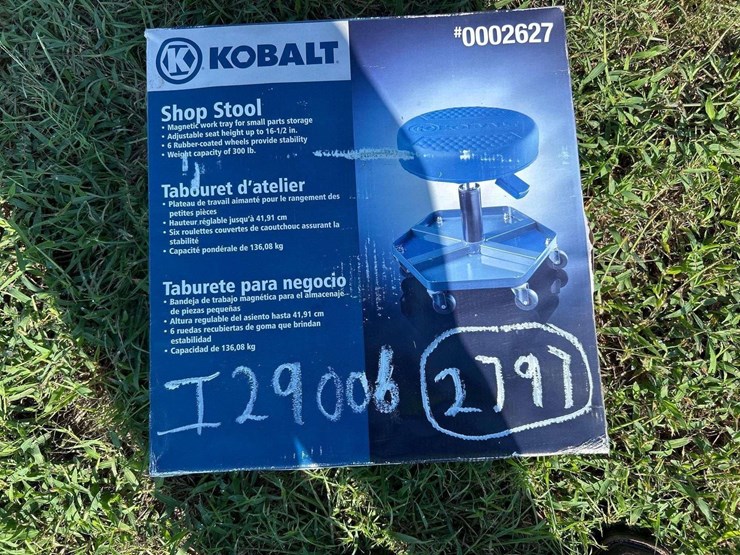 K KOBALT
#0002627
Shop Stool
• Magnetic work tray for small parts storage
• Adjustable seat height up to 16-1/2 in.
• 6 Rubber-coated wheels provide stability
• Weight capacity of 300 lb.
Tabouret d'atelier
• Plateau de travail aimanté pour le rangement des
petites pièces
• Hauteur réglable jusqu'à 41,91 cm
• Six roulettes couvertes de caoutchouc assurant la
stabilité
• Capacité pondérale de 136,08 kg
Taburete para negocio
• Bandeja de trabajo magnética para el almacenaje
de piezas pequeñas
• Altura regulable del asiento hasta 41,91 cm
• 6 ruedas recubiertas de goma que brindan
estabilidad
• Capacidad de 136,08 kg
I29006 2797